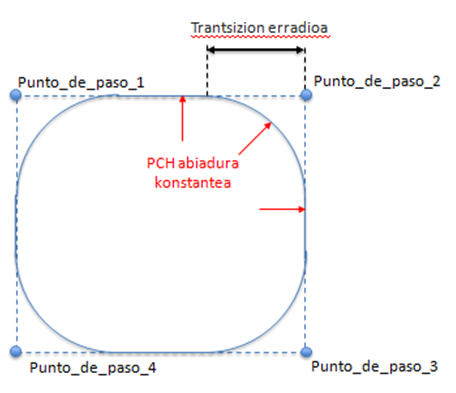 Trantsizion erradioa
Punto_de_paso_1
Punto_de_paso_2
PCH abiadura
konstantea
Punto_de_paso_4
Punto_de_paso_3